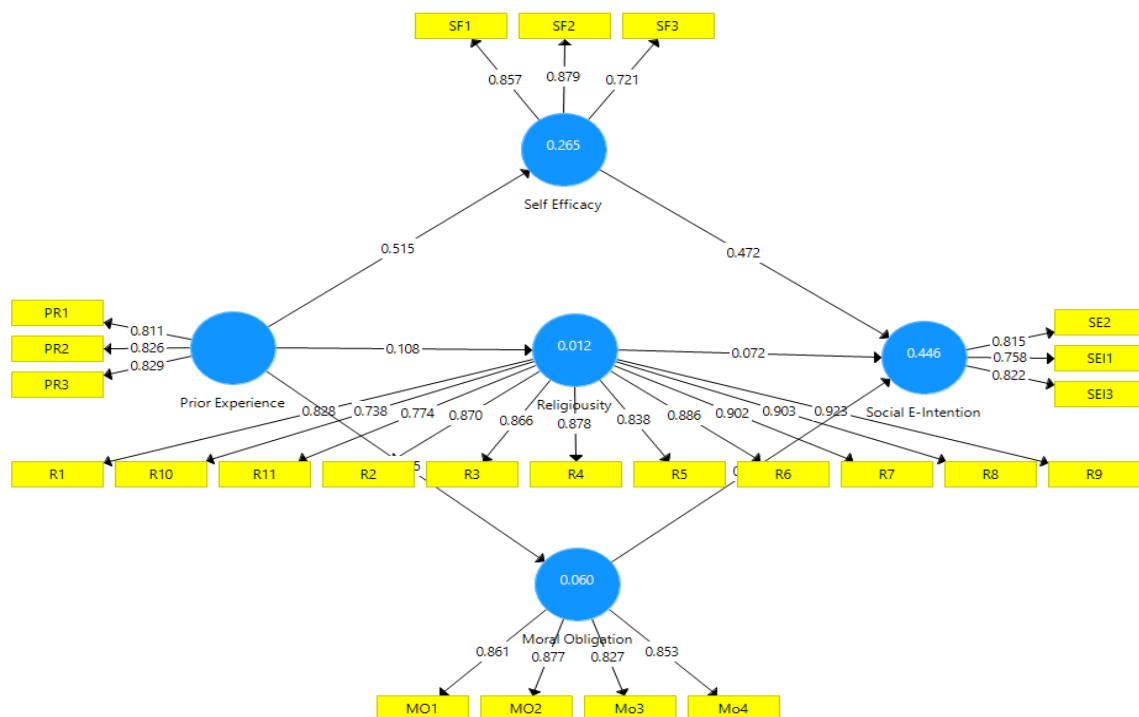 SF1 SF2 SF3
0.857 0.879 0.721
0.265
Self Efficacy
0.515 0.472
PR1
PR2
PR3
0.811
0.826
0.829
Prior Experience
0.108
0.012
Religiousity
0.072
0.446
Social E-Intention
0.815
0.758
0.822
SE2
SEI1
SEI3
0.828 0.738 0.774 0.870 0.866 0.878 0.838 0.886 0.902 0.903 0.923
R1 R10 R11 R2 R3 R4 R5 R6 R7 R8 R9
0.060
Moral Obligation
0.861 0.877 0.827 0.853
MO1 MO2 Mo3 Mo4